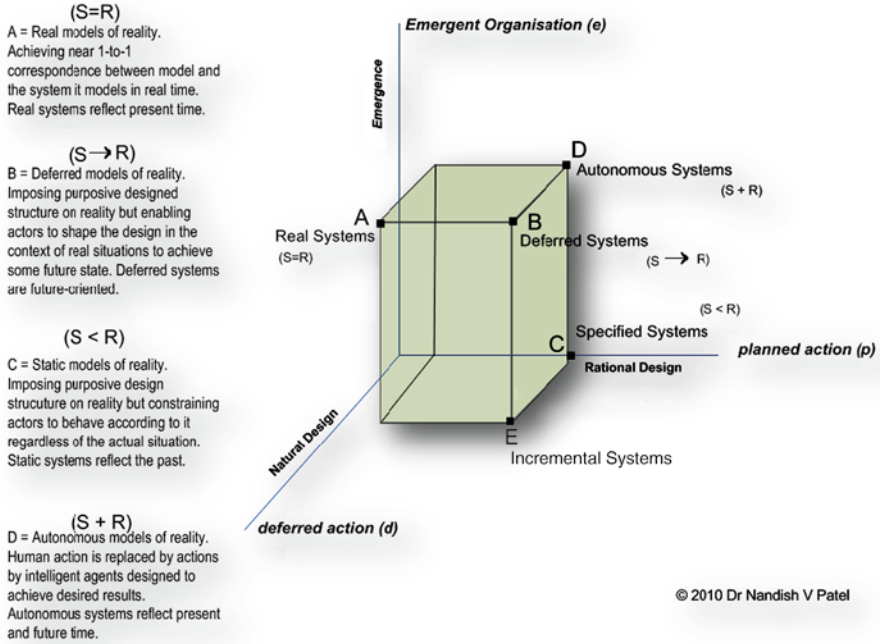 (S=R)
A = Real models of reality.
Achieving near 1-to-1
correspondence between model and
the system it models in real time.
Real systems reflect present time.
(S → R)
B = Deferred models of reality.
Imposing purposive designed
structure on reality but enabling
actors to shape the design in the
context of real situations to achieve
some future state. Deferred systems
are future-oriented.
(S < R)
C = Static models of reality.
Imposing purposive design
strucuture on reality but constraining
actors to behave according to it
regardless of the actual situation.
Static systems reflect the past.
(S + R)
D = Autonomous models of reality.
Human action is replaced by actions
by intelligent agents designed to
achieve desired results.
Autonomous systems reflect present
and future time.
Emergent Organisation (e)
Emergence
D
Autonomous Systems
(S + R)
A
Real Systems
(S=R)
B
Deferred Systems
(S → R)
(S < R)
Specified Systems
C
planned action (p)
Rational Design
Natural Design
E
Incremental Systems
deferred action (d)
© 2010 Dr Nandish V Patel